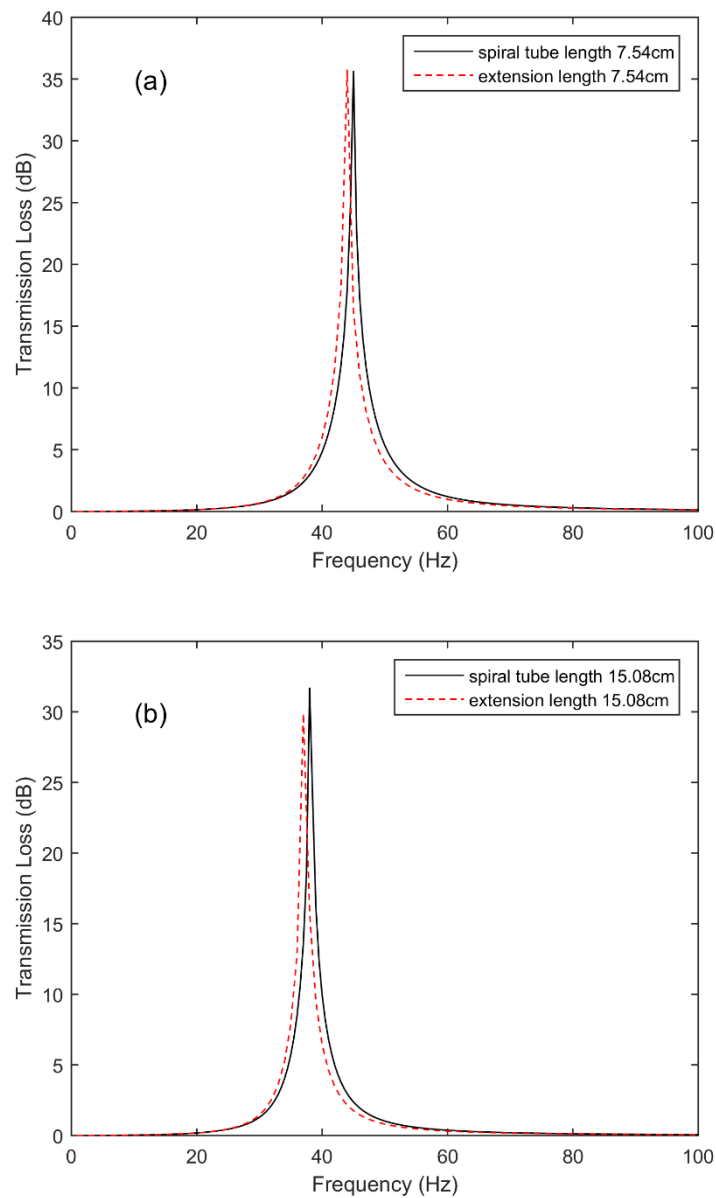 40
35
30
25
20
15
10
5
0
Transmission Loss (dB)
(a)
spiral tube length 7.54cm
extension length 7.54cm
0 20 40 60 80 100
Frequency (Hz)
35
30
25
20
15
10
5
0
Transmission Loss (dB)
(b)
spiral tube length 15.08cm
extension length 15.08cm
0 20 40 60 80 100
Frequency (Hz)